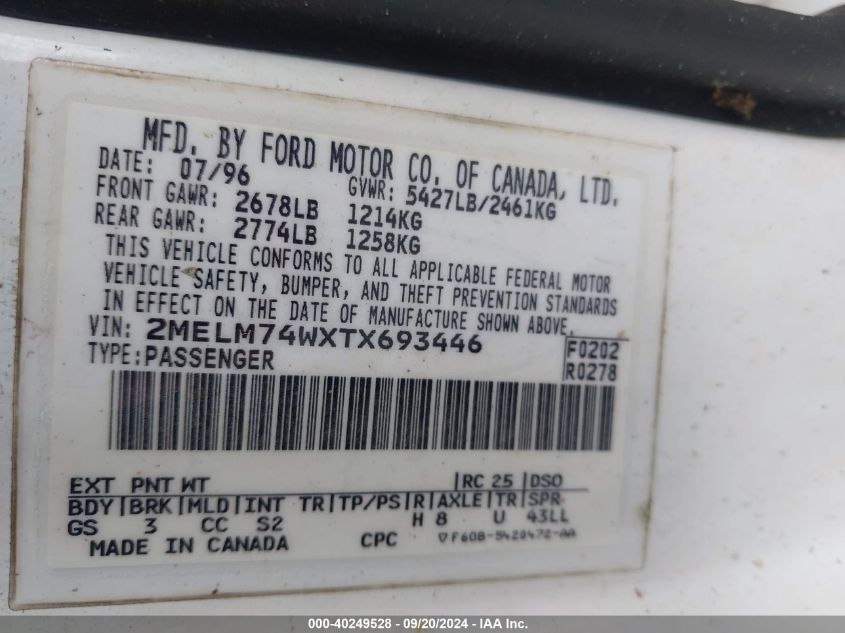 MFD. BY FORD MOTOR CO. OF CANADA, LTD.
DATE: 07/96 GVWR: 5427LB/2461KG
FRONT GAWR: 2678LB 1214KG
REAR GAWR: 2774LB 1258KG
THIS VEHICLE CONFORMS TO ALL APPLICABLE FEDERAL MOTOR
VEHICLE SAFETY, BUMPER, AND THEFT PREVENTION STANDARDS
IN EFFECT ON THE DATE OF MANUFACTURE SHOWN ABOVE.
VIN: 2MELM74WXTX693446
TYPE: PASSENGER
F0202
R0278
EXT PNT WT RC 25 DSO
BDY BRK MLD INT TR TP/PS R AXLE TR SPR
GS 3 CC S2 H 8 U 43LL
MADE IN CANADA CPC ▽F60B-5420472-AA
000-40249528 - 09/20/2024 - IAA Inc.